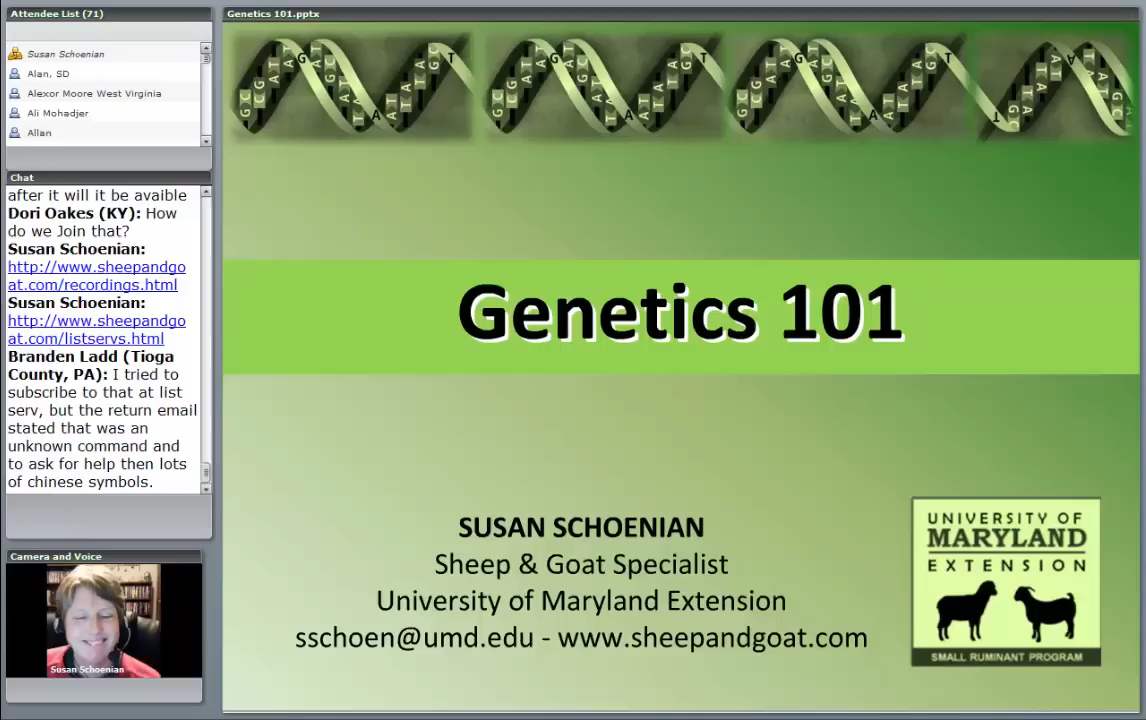 Attendee List (71)
Susan Schoenian
Alan, SD
Alexor Moore West Virginia
Ali Mohadjer
Allan
Chat
after it will it be avaible
Dori Oakes (KY): How
do we Join that?
Susan Schoenian:
http://www.sheepandgo
at.com/recordings.html
Susan Schoenian:
http://www.sheepandgo
at.com/listservs.html
Branden Ladd (Tioga
County, PA): I tried to
subscribe to that at list
serv, but the return email
stated that was an
unknown command and
to ask for help then lots
of chinese symbols.
Camera and Voice
Susan Schoenian
Genetics 101.pptx
Genetics 101
SUSAN SCHOENIAN
Sheep & Goat Specialist
University of Maryland Extension
sschoen@umd.edu - www.sheepandgoat.com
UNIVERSITY OF
MARYLAND
EXTENSION
SMALL RUMINANT PROGRAM